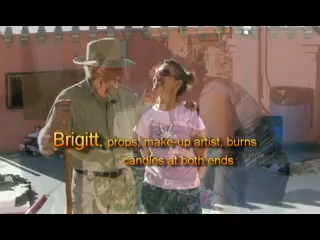 Brigitt, props, make-up artist, burns
candles at both ends